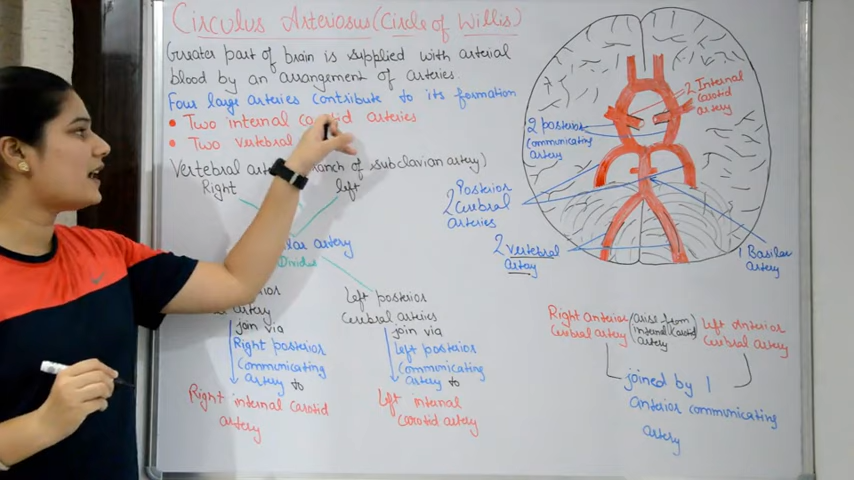 Circulus Arteriosus (Circle of Willis)
Greater part of brain is supplied with arterial
blood by an arrangement of arteries.
Four large arteries contribute to its formation
• Two internal carotid arteries
• Two vertebral
Vertebral branch of subclavian artery)
Right left
artery
Divides
Left posterior
cerebral arteries
artery
join via
join via
Right posterior
Communicating
artery to
Left posterior
Communicating
artery to
Right internal carotid
artery
Left internal
carotid artery
2 Internal
carotid
artery
2 posterior
communicating
artery
2 Posterior
Cerebral
arteries
2 vertebral
artery
1 Basilar
artery
Right anterior
cerebral artery
(arise from
internal carotid
artery)
Left anterior
cerebral artery
joined by 1
anterior communicating
artery